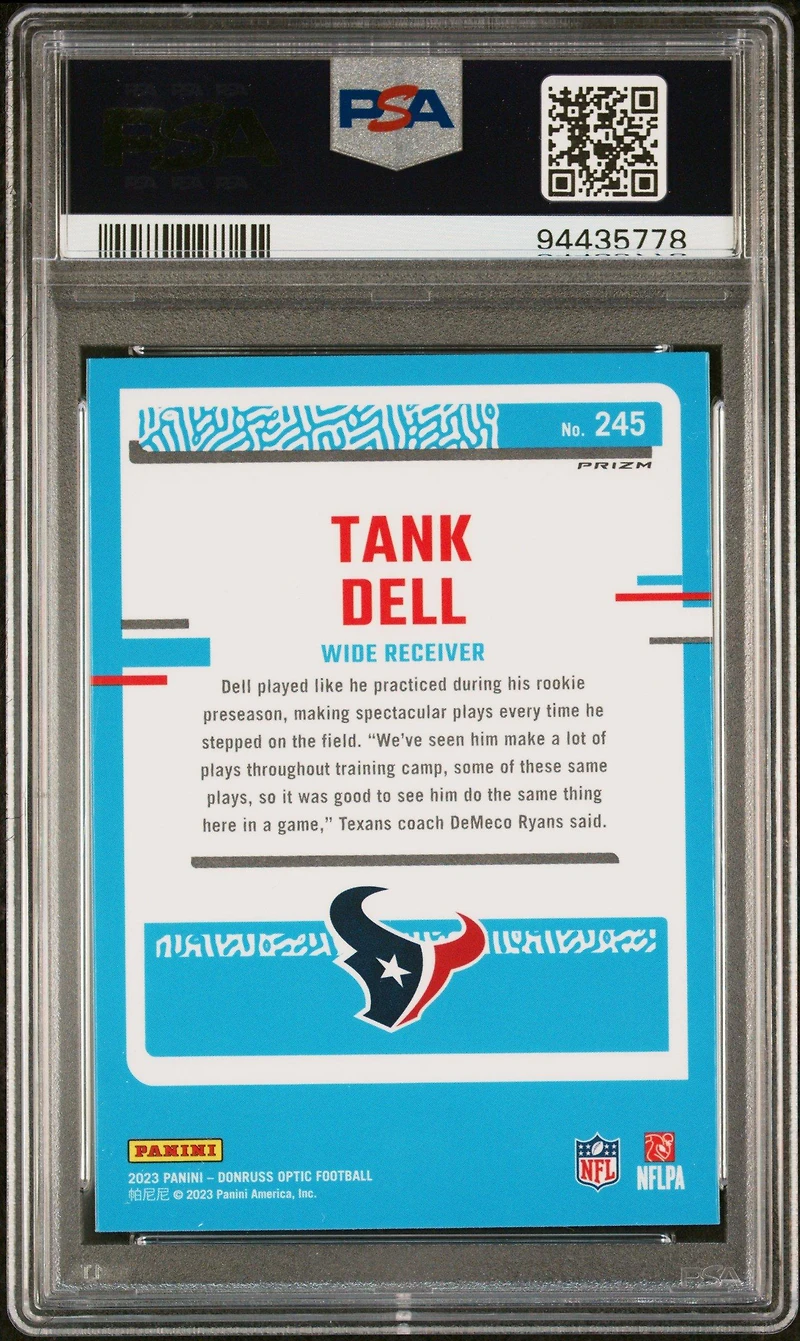 PSA
PSA
94435778
No. 245
PRIZM
TANK
DELL
WIDE RECEIVER
Dell played like he practiced during his rookie
preseason, making spectacular plays every time he
stepped on the field. “We’ve seen him make a lot of
plays throughout training camp, some of these same
plays, so it was good to see him do the same thing
here in a game,” Texans coach DeMeco Ryans said.
PANINI
2023 PANINI – DONRUSS OPTIC FOOTBALL
帕尼尼 © 2023 Panini America, Inc.
NFL
NFLPA
PSA